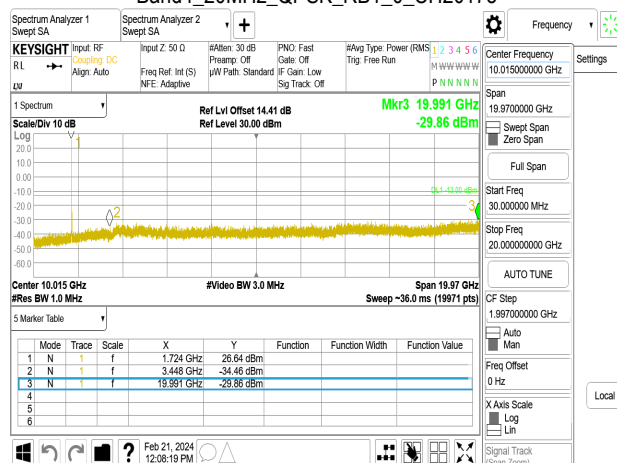 Spectrum Analyzer 1
Swept SA
Spectrum Analyzer 2
Swept SA
Frequency
KEYSIGHT
RL
Input: RF
Coupling: DC
Align: Auto
Input Z: 50 Ω
Freq Ref: Int (S)
NFE: Adaptive
#Atten: 30 dB
Preamp: Off
µW Path: Standard
PNO: Fast
Gate: Off
IF Gain: Low
Sig Track: Off
#Avg Type: Power (RMS
Trig: Free Run
1 2 3 4 5 6
M W W W W W
P N N N N N
Center Frequency
10.015000000 GHz
Settings
Span
19.9700000 GHz
Swept Span
Zero Span
Full Span
Start Freq
30.000000 MHz
Stop Freq
20.000000000 GHz
AUTO TUNE
CF Step
1.997000000 GHz
Auto
Man
Freq Offset
0 Hz
X Axis Scale
Log
Lin
Local
Signal Track
1 Spectrum
Scale/Div 10 dB
Ref Lvl Offset 14.41 dB
Ref Level 30.00 dBm
Mkr3 19.991 GHz
-29.86 dBm
Log
20.0
10.0
0.00
-10.0
-20.0
-30.0
-40.0
-50.0
-60.0
1
2
3
DL1 -13.00 dBm
Center 10.015 GHz
#Res BW 1.0 MHz
#Video BW 3.0 MHz
Span 19.97 GHz
Sweep ~36.0 ms (19971 pts)
5 Marker Table
Mode Trace Scale X Y Function Function Width Function Value
1 N 1 f 1.724 GHz 26.64 dBm
2 N 1 f 3.448 GHz -34.46 dBm
3 N 1 f 19.991 GHz -29.86 dBm
4
5
6
?
Feb 21, 2024
12:08:19 PM